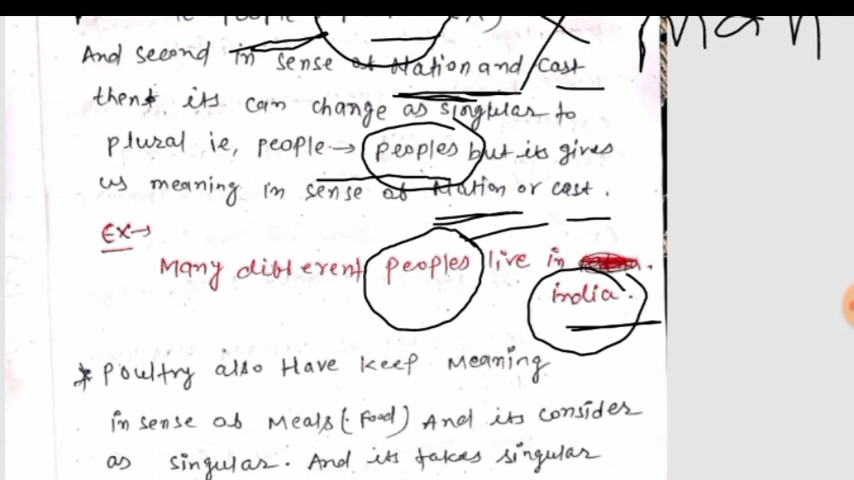 Man
people
And second in sense of Nation and Cast
then its can change as singular to
plural ie, people → peoples but its gives
us meaning in sense of Nation or cast.
Ex→
Many different peoples live in
india.
* Poultry also Have keep Meaning
in sense of Meals (Food) And its consider
as singular. And its takes singular